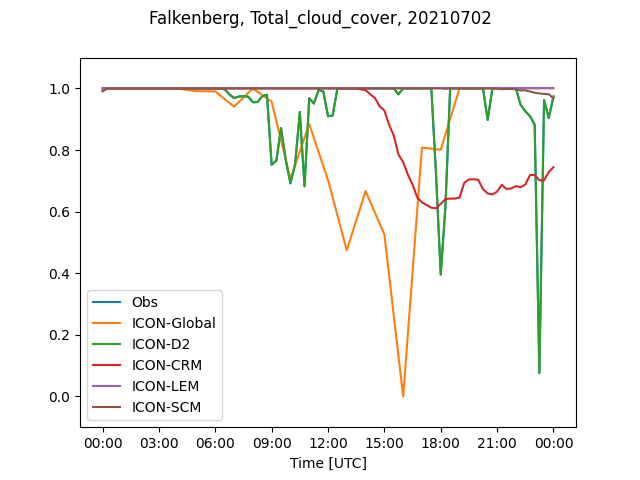 Falkenberg, Total_cloud_cover, 20210702
1.0
0.8
0.6
0.4
0.2
0.0
Obs
ICON-Global
ICON-D2
ICON-CRM
ICON-LEM
ICON-SCM
00:00 03:00 06:00 09:00 12:00 15:00 18:00 21:00 00:00
Time [UTC]